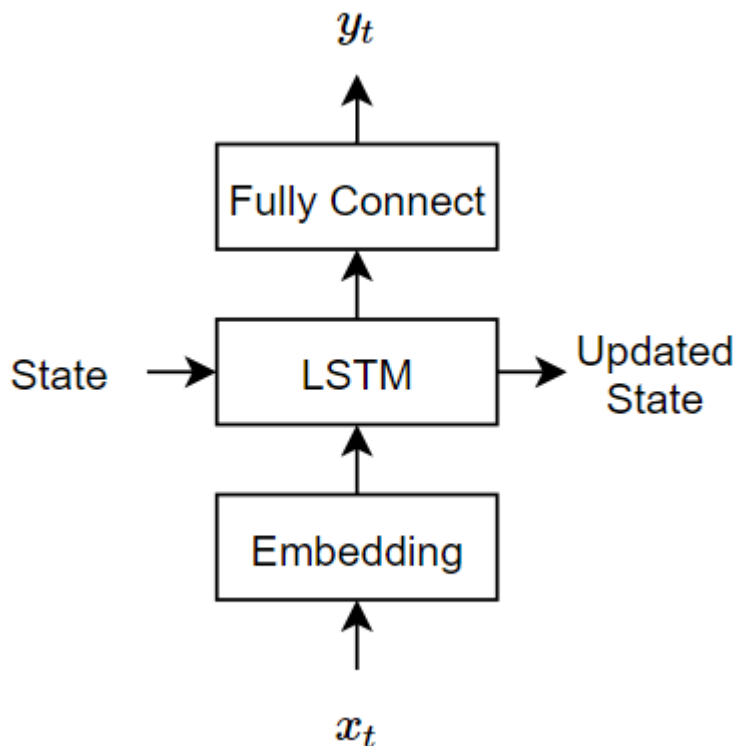 y_t
Fully Connect
State
LSTM
Updated
State
Embedding
x_t